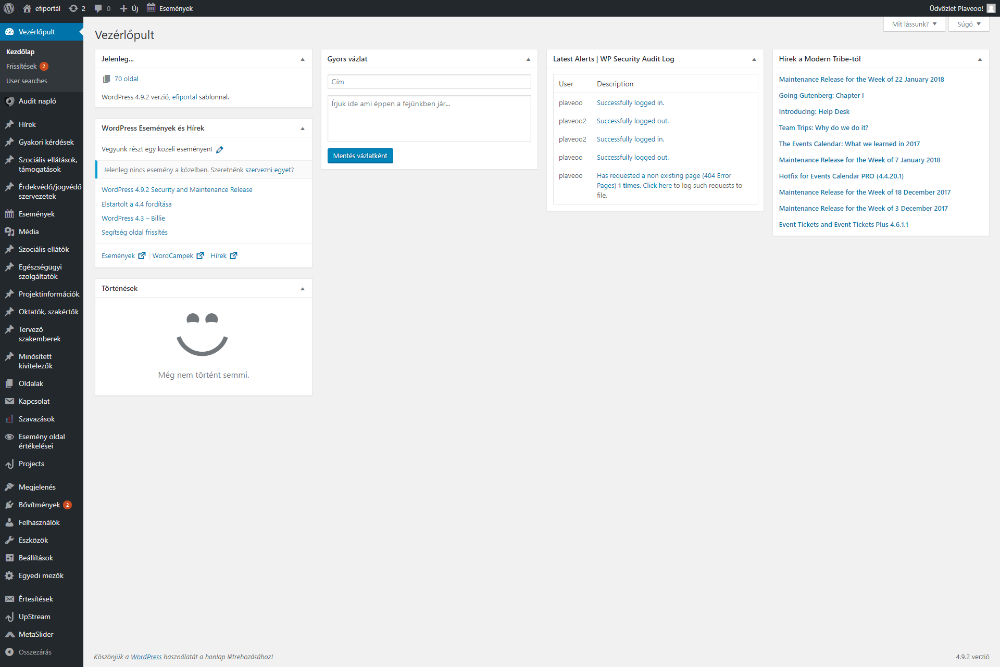 efiportál 2 0 Új Események Üdvözlet Plaveoo!
Vezérlőpult
Kezdőlap
Frissítések 2
User searches
Audit napló
Hírek
Gyakori kérdések
Szociális ellátások,
támogatások
Érdekvédő/jogvédő
szervezetek
Események
Média
Szociális ellátók
Egészségügyi
szolgáltatók
Projektinformációk
Oktatók, szakértők
Tervező
szakemberek
Minősített
kivitelezők
Oldalak
Kapcsolat
Szavazások
Esemény oldal
értékelései
Projects
Megjelenés
Bővítmények 2
Felhasználók
Eszközök
Beállítások
Egyedi mezők
Értesítések
UpStream
MetaSlider
Összezárás
Mit lássunk? Súgó
Vezérlőpult
Jelenleg...
70 oldal
WordPress 4.9.2 verzió, efiportal sablonnal.
WordPress Események és Hírek
Vegyünk részt egy közeli eseményen!
Jelenleg nincs esemény a közelben. Szeretnénk szervezni egyet?
WordPress 4.9.2 Security and Maintenance Release
Elstartolt a 4.4 fordítása
WordPress 4.3 – Billie
Segítség oldal frissítés
Események | WordCampek | Hírek
Történések
Még nem történt semmi.
Gyors vázlat
Cím
Írjuk ide ami éppen a fejünkben jár...
Mentés vázlatként
Latest Alerts | WP Security Audit Log
User Description
plaveoo Successfully logged in.
plaveoo2 Successfully logged out.
plaveoo2 Successfully logged in.
plaveoo Successfully logged out.
plaveoo Has requested a non existing page (404 Error
Pages) 1 times. Click here to log such requests to
file.
Hírek a Modern Tribe-tól
Maintenance Release for the Week of 22 January 2018
Going Gutenberg: Chapter I
Introducing: Help Desk
Team Trips: Why do we do it?
The Events Calendar: What we learned in 2017
Maintenance Release for the Week of 7 January 2018
Hotfix for Events Calendar PRO (4.4.20.1)
Maintenance Release for the Week of 18 December 2017
Maintenance Release for the Week of 3 December 2017
Event Tickets and Event Tickets Plus 4.6.1.1
Köszönjük a WordPress használatát a honlap létrehozásához! 4.9.2 verzió